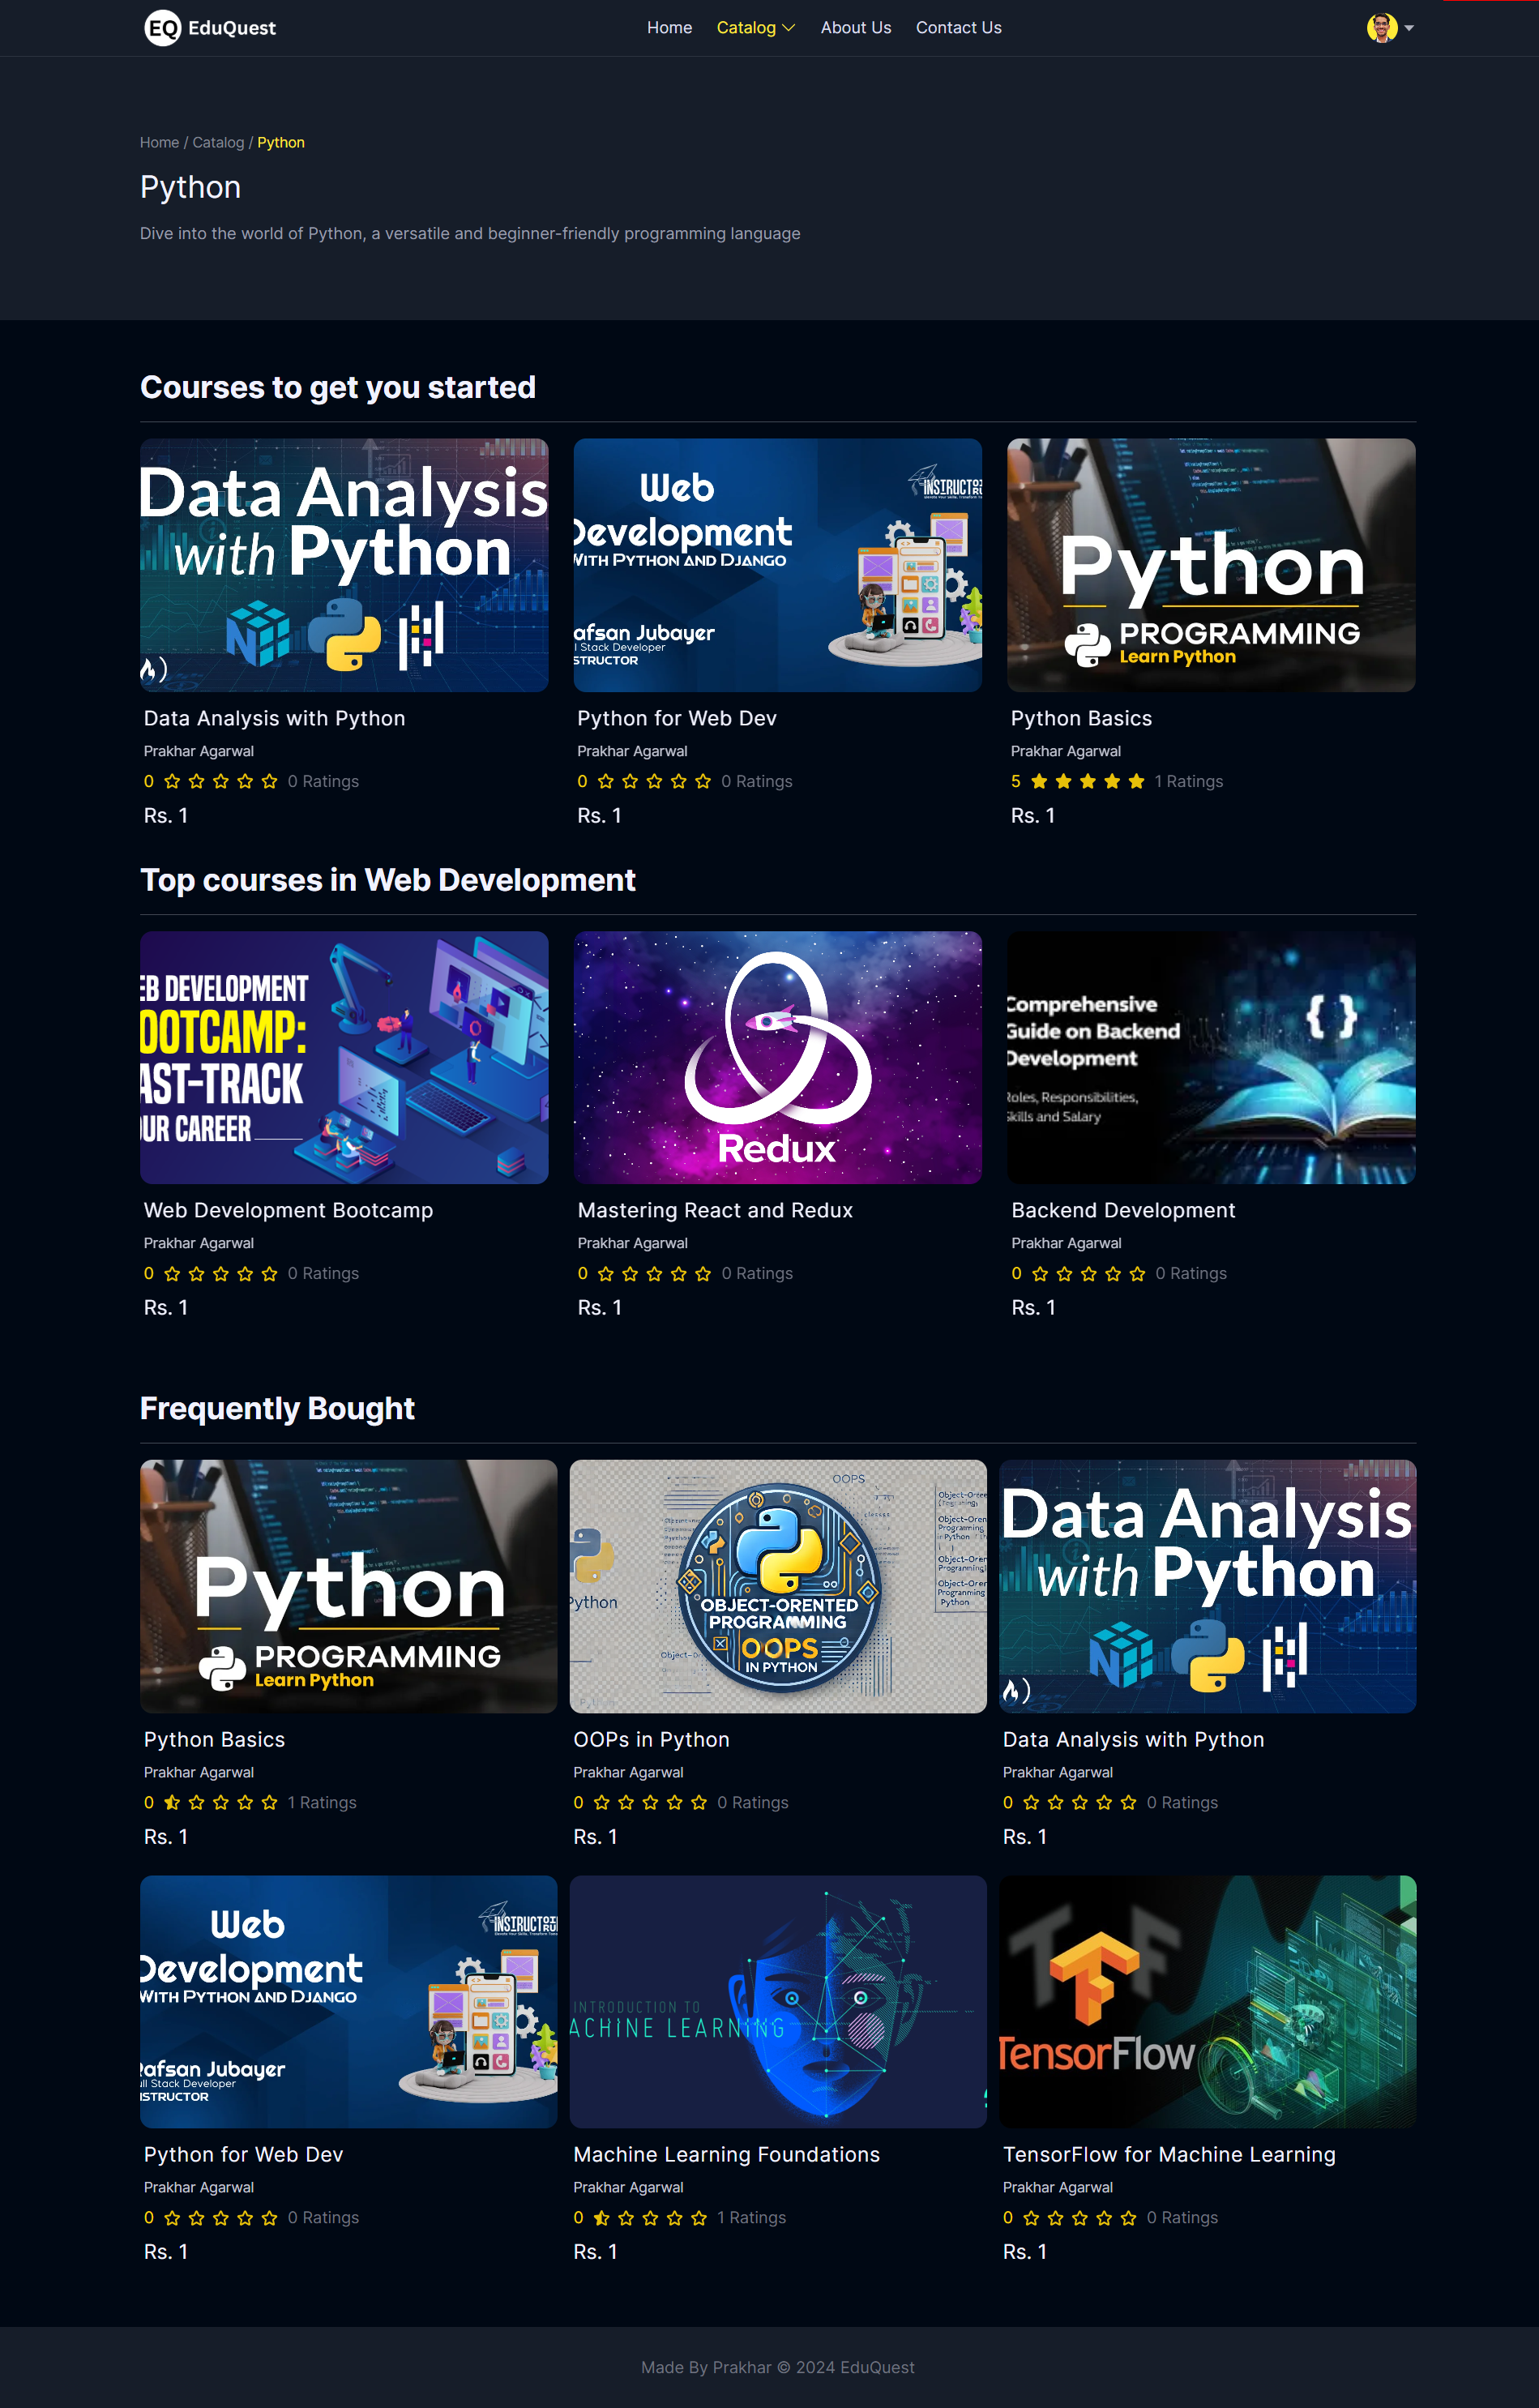 EQ EduQuest
Home Catalog About Us Contact Us
Home / Catalog / Python
Python
Dive into the world of Python, a versatile and beginner-friendly programming language
Courses to get you started
Data Analysis
with Python
Web
Development
With Python and Django
INSTRUCTO
afsan Jubayer
l Stack Developer
STRUCTOR
Python
PROGRAMMING
Learn Python
Data Analysis with Python
Prakhar Agarwal
0 0 Ratings
Rs. 1
Python for Web Dev
Prakhar Agarwal
0 0 Ratings
Rs. 1
Python Basics
Prakhar Agarwal
5 1 Ratings
Rs. 1
Top courses in Web Development
EB DEVELOPMENT
OOTCAMP:
AST-TRACK
OUR CAREER
Redux
Comprehensive
Guide on Backend
Development
Roles, Responsibilities,
Skills and Salary
{ }
Web Development Bootcamp
Prakhar Agarwal
0 0 Ratings
Rs. 1
Mastering React and Redux
Prakhar Agarwal
0 0 Ratings
Rs. 1
Backend Development
Prakhar Agarwal
0 0 Ratings
Rs. 1
Frequently Bought
Python
PROGRAMMING
Learn Python
OOPS
Python
OBJECT-ORENTED
PROGRAMMING
OOPS
IN PYTHON
Data Analysis
with Python
Python Basics
Prakhar Agarwal
0 1 Ratings
Rs. 1
OOPs in Python
Prakhar Agarwal
0 0 Ratings
Rs. 1
Data Analysis with Python
Prakhar Agarwal
0 0 Ratings
Rs. 1
Web
Development
With Python and Django
INSTRUCTO
Rafsan Jubayer
ull Stack Developer
NSTRUCTOR
INTRODUCTION TO
ACHINE LEARNING
TF
TensorFlow
Python for Web Dev
Prakhar Agarwal
0 0 Ratings
Rs. 1
Machine Learning Foundations
Prakhar Agarwal
0 1 Ratings
Rs. 1
TensorFlow for Machine Learning
Prakhar Agarwal
0 0 Ratings
Rs. 1
Made By Prakhar © 2024 EduQuest